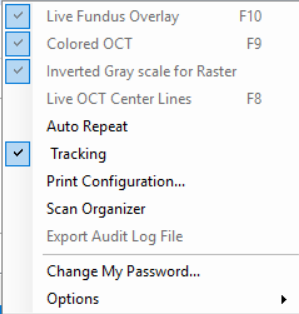 Live Fundus Overlay F10
Colored OCT F9
Inverted Gray scale for Raster
Live OCT Center Lines F8
Auto Repeat
Tracking
Print Configuration...
Scan Organizer
Export Audit Log File
Change My Password...
Options